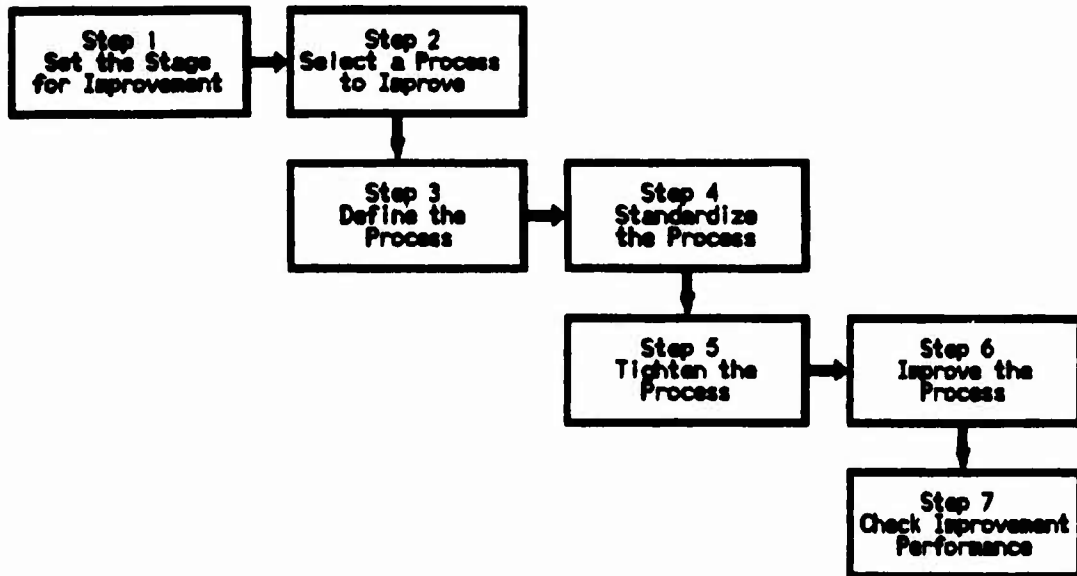 Step 1
Set the Stage
for Improvement
Step 2
Select a Process
to Improve
Step 3
Define the
Process
Step 4
Standardize
the Process
Step 5
Tighten the
Process
Step 6
Improve the
Process
Step 7
Check Improvement
Performance